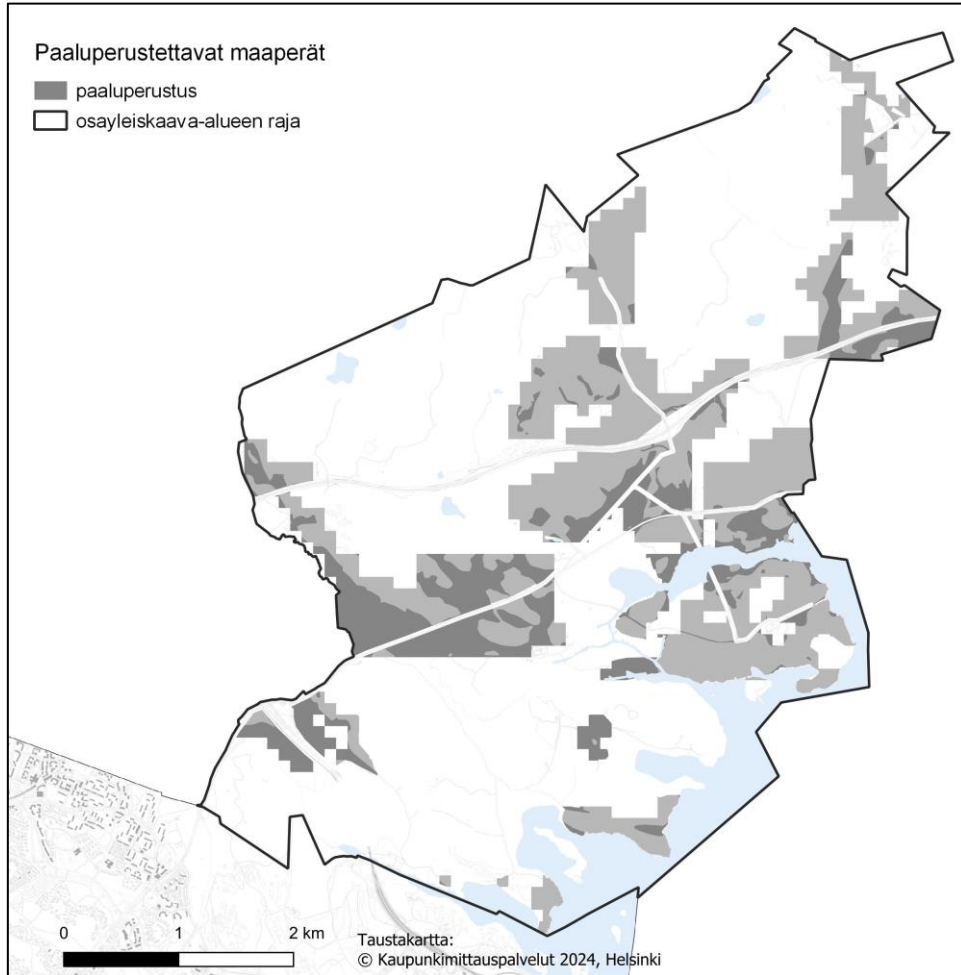 Paaluperustettavat maaperät
paaluperustus
osayleiskaava-alueen raja
0 1 2 km
Taustakartta:
© Kaupunkimittauspalvelut 2024, Helsinki